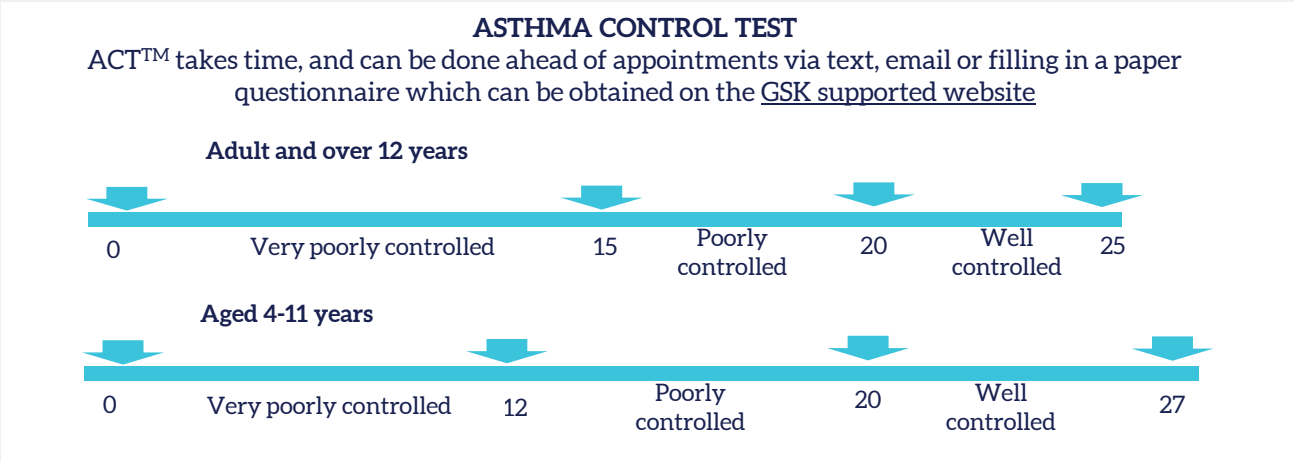 ASTHMA CONTROL TEST
ACT™ takes time, and can be done ahead of appointments via text, email or filling in a paper
questionnaire which can be obtained on the GSK supported website
Adult and over 12 years
0 Very poorly controlled 15 Poorly controlled 20 Well controlled 25
Aged 4-11 years
0 Very poorly controlled 12 Poorly controlled 20 Well controlled 27